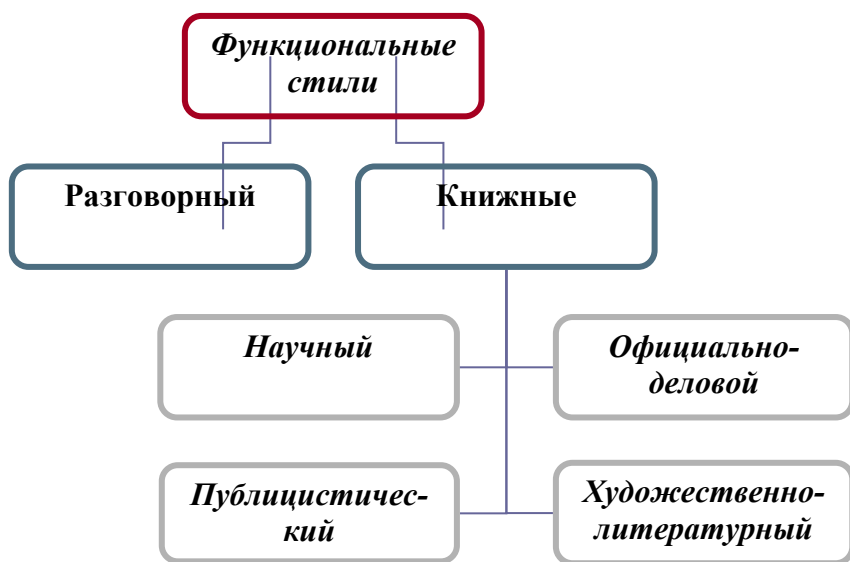 Функциональные
стили
Разговорный
Книжные
Научный
Официально-
деловой
Публицистичес-
кий
Художественно-
литературный